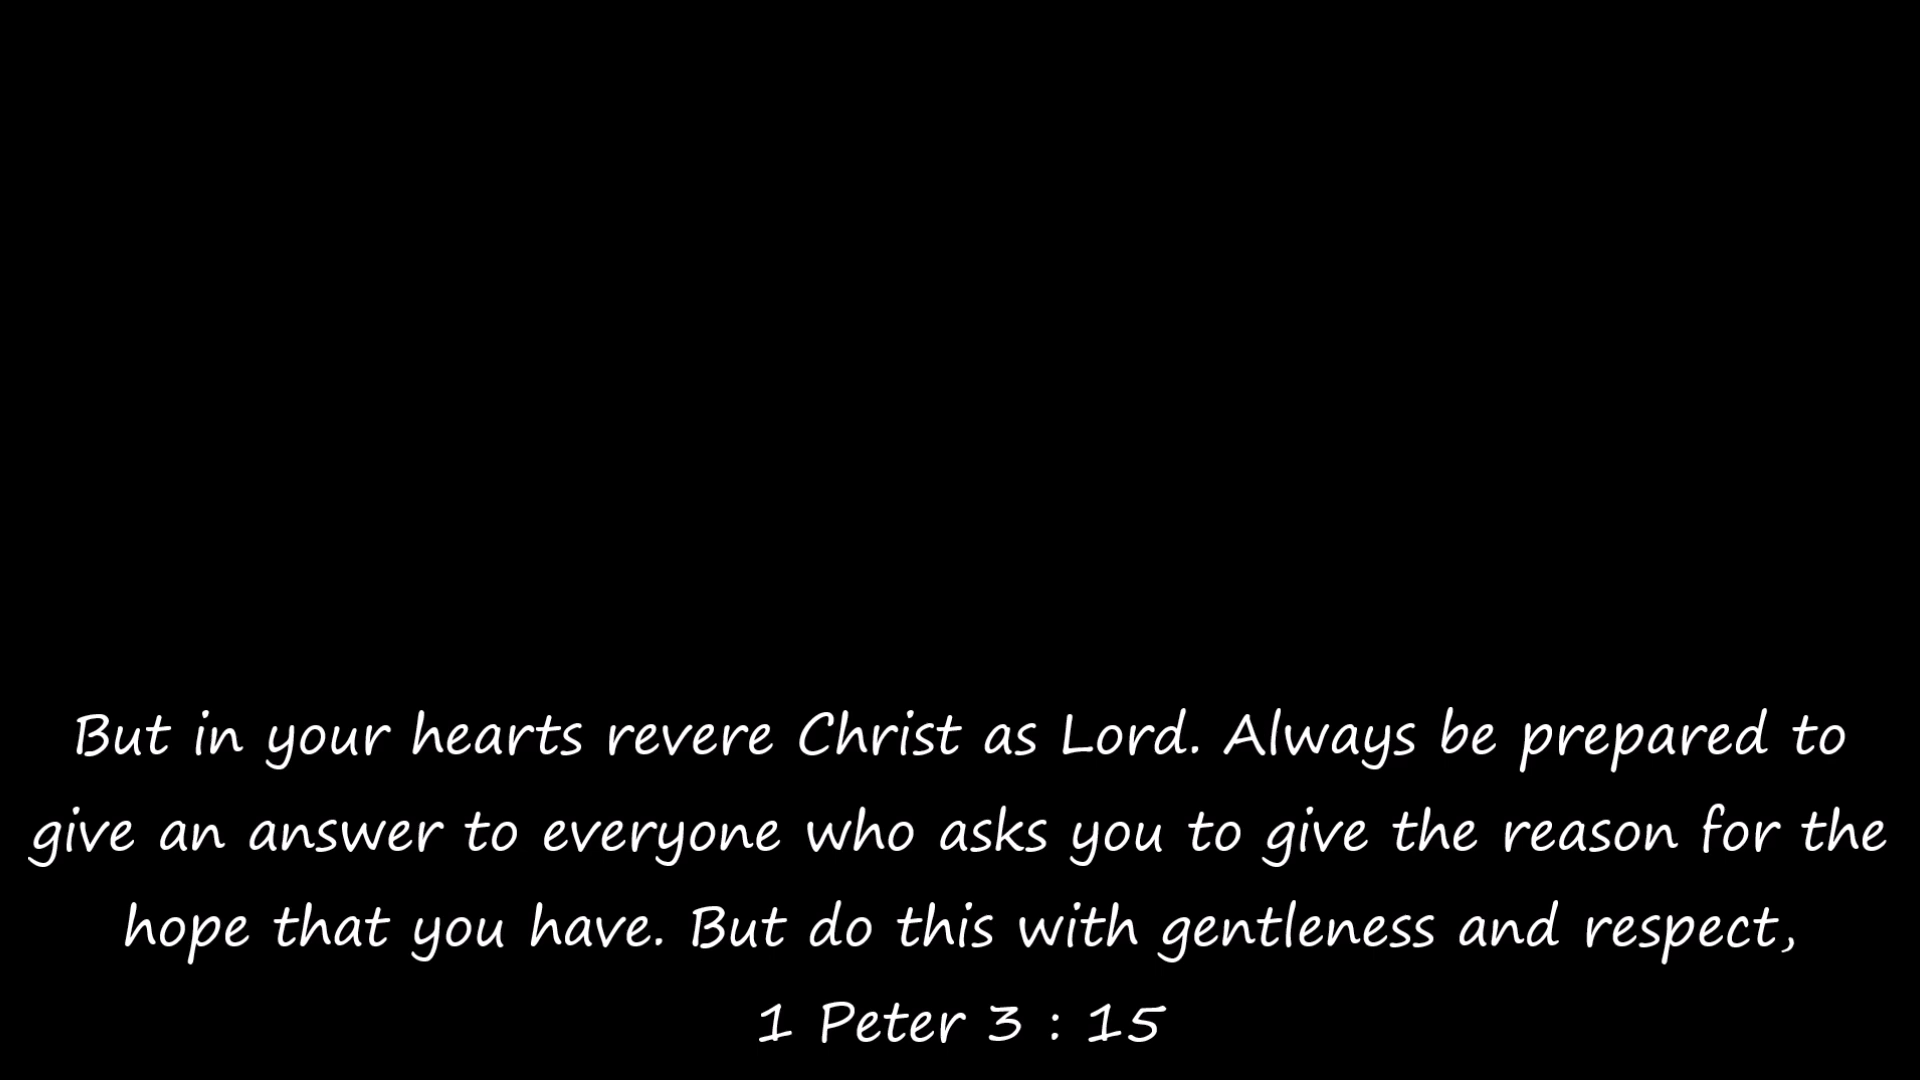 But in your hearts revere Christ as Lord. Always be prepared to
give an answer to everyone who asks you to give the reason for the
hope that you have. But do this with gentleness and respect,
1 Peter 3 : 15